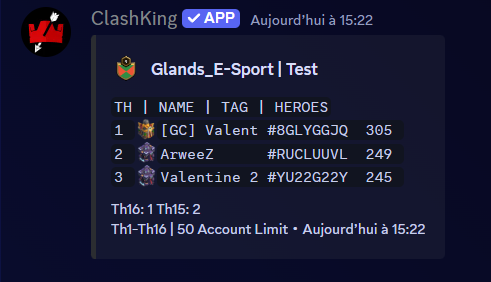 ClashKing ✓ APP Aujourd’hui à 15:22
Glands_E-Sport | Test
TH | NAME | TAG | HEROES
1 [GC] Valent #8GLYGGJQ 305
2 ArweeZ #RUCLUUVL 249
3 Valentine 2 #YU22G22Y 245
Th16: 1 Th15: 2
Th1-Th16 | 50 Account Limit • Aujourd’hui à 15:22